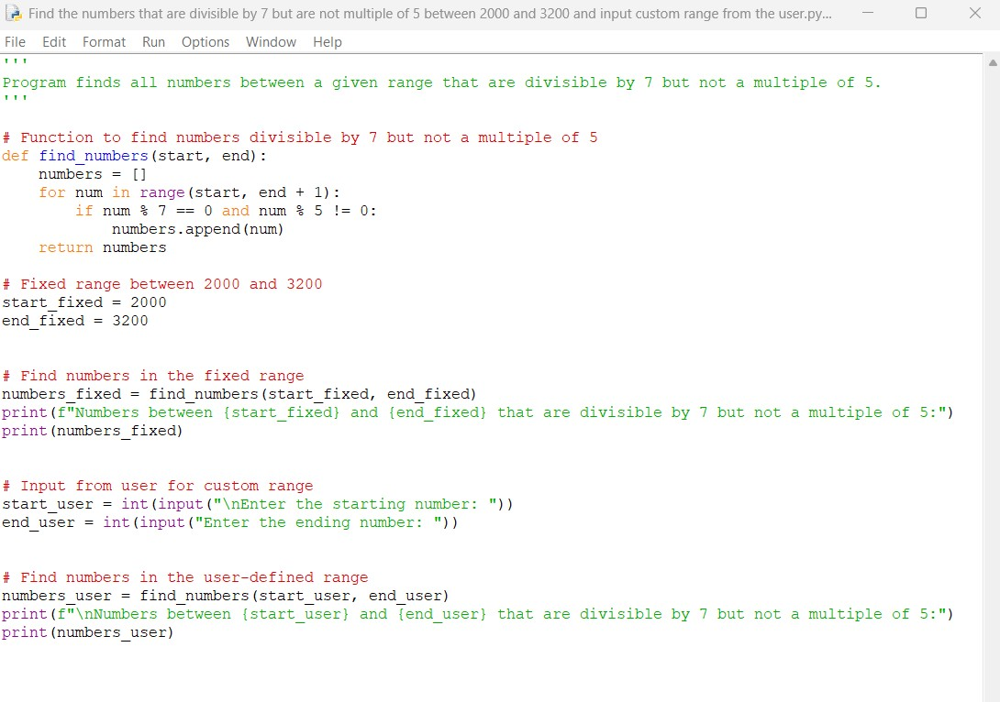 Find the numbers that are divisible by 7 but are not multiple of 5 between 2000 and 3200 and input custom range from the user.py...
File Edit Format Run Options Window Help
'''
Program finds all numbers between a given range that are divisible by 7 but not a multiple of 5.
'''
# Function to find numbers divisible by 7 but not a multiple of 5
def find_numbers(start, end):
    numbers = []
    for num in range(start, end + 1):
        if num % 7 == 0 and num % 5 != 0:
            numbers.append(num)
    return numbers
# Fixed range between 2000 and 3200
start_fixed = 2000
end_fixed = 3200
# Find numbers in the fixed range
numbers_fixed = find_numbers(start_fixed, end_fixed)
print(f"Numbers between {start_fixed} and {end_fixed} that are divisible by 7 but not a multiple of 5:")
print(numbers_fixed)
# Input from user for custom range
start_user = int(input("\nEnter the starting number: "))
end_user = int(input("Enter the ending number: "))
# Find numbers in the user-defined range
numbers_user = find_numbers(start_user, end_user)
print(f"\nNumbers between {start_user} and {end_user} that are divisible by 7 but not a multiple of 5:")
print(numbers_user)